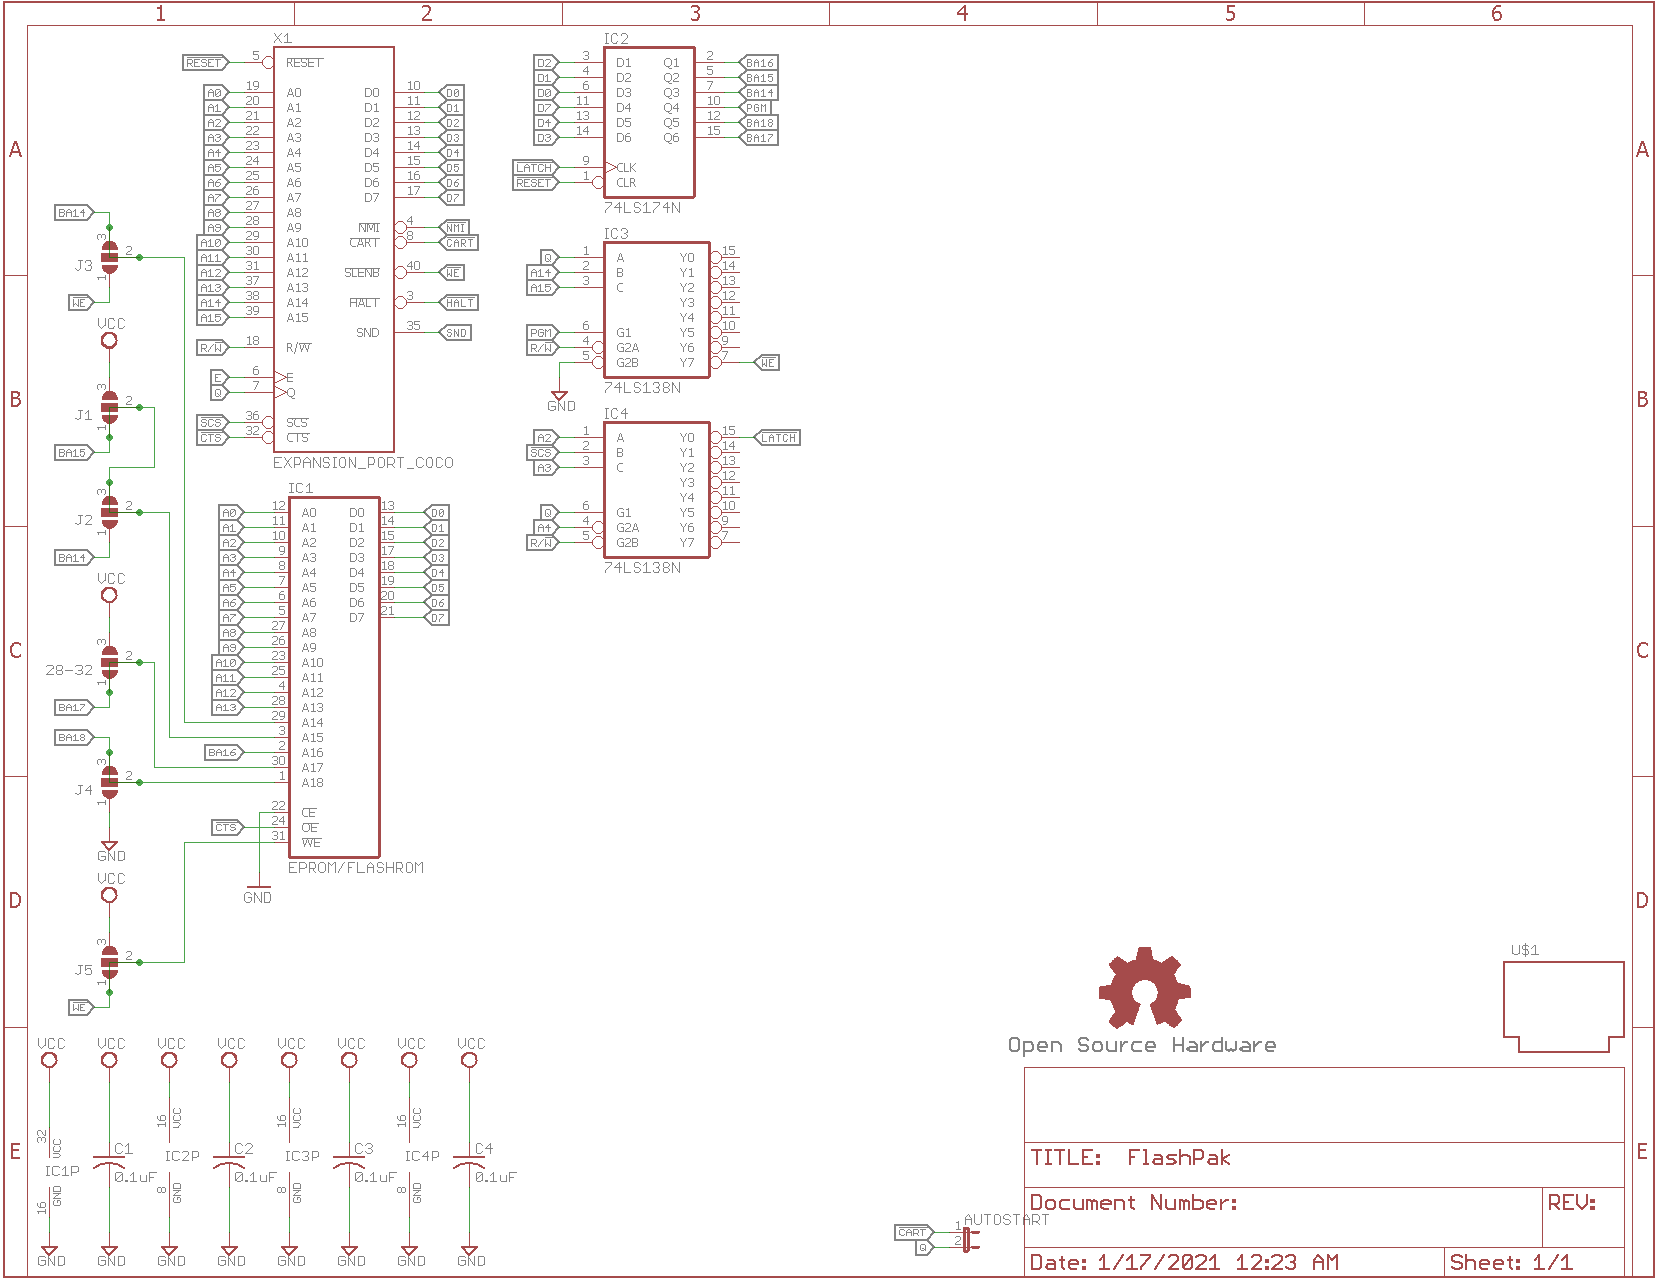 1 2 3 4 5 6
A A
B B
C C
D D
E E
X1
RESET 5 RESET
A0 19 A0 D0 10 D0
A1 20 A1 D1 11 D1
A2 21 A2 D2 12 D2
A3 22 A3 D3 13 D3
A4 23 A4 D4 14 D4
A5 24 A5 D5 15 D5
A6 25 A6 D6 16 D6
A7 26 A7 D7 17 D7
A8 27 A8
A9 28 A9 NMI 4 NMI
A10 29 A10 CART 8 CART
A11 30 A11
A12 31 A12 SLENB 40 WE
A13 37 A13
A14 38 A14 HALT 3 HALT
A15 39 A15
SND 35 SND
R/W 18 R/W
E 6 E
Q 7 Q
SCS 36 SCS
CTS 32 CTS
EXPANSION_PORT_COCO
IC2
D2 3 D1 Q1 2 BA16
D1 4 D2 Q2 5 BA15
D0 6 D3 Q3 7 BA14
D7 11 D4 Q4 10 PGM
D4 13 D5 Q5 12 BA18
D3 14 D6 Q6 15 BA17
LATCH 9 CLK
RESET 1 CLR
74LS174N
IC3
Q 1 A Y0 15
A14 2 B Y1 14
A15 3 C Y2 13
Y3 12
Y4 11
PGM 6 G1 Y5 10
R/W 4 G2A Y6 9
5 G2B Y7 7 WE
GND
74LS138N
IC4
A2 1 A Y0 15 LATCH
SCS 2 B Y1 14
A3 3 C Y2 13
Y3 12
Y4 11
Q 6 G1 Y5 10
A4 4 G2A Y6 9
R/W 5 G2B Y7 7
74LS138N
BA14
3
J3 2
1
WE
VCC
3
J1 2
1
BA15
3
J2 2
1
BA14
VCC
3
28-32 2
1
BA17
BA18
3
J4 2
1
GND
VCC
3
J5 2
1
WE
IC1
A0 12 A0 D0 13 D0
A1 11 A1 D1 14 D1
A2 10 A2 D2 15 D2
A3 9 A3 D3 17 D3
A4 8 A4 D4 18 D4
A5 7 A5 D5 19 D5
A6 6 A6 D6 20 D6
A7 5 A7 D7 21 D7
A8 27 A8
A9 26 A9
A10 23 A10
A11 25 A11
A12 4 A12
A13 28 A13
29 A14
3 A15
BA16 2 A16
30 A17
1 A18
22 CE
CTS 24 OE
31 WE
EPROM/FLASHROM
GND
VCC VCC VCC VCC VCC VCC VCC VCC
32 VCC 16 VCC 16 VCC 16 VCC
IC1P C1 IC2P C2 IC3P C3 IC4P C4
0.1uF 0.1uF 0.1uF 0.1uF
16 GND 8 GND 8 GND 8 GND
GND GND GND GND GND GND GND GND
Open Source Hardware
U$1
CART 1 AUTOSTART
Q 2
TITLE: FlashPak
Document Number: REV:
Date: 1/17/2021 12:23 AM Sheet: 1/1
1 2 3 4 5 6